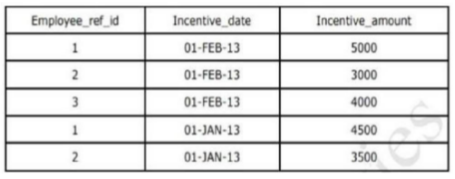 Employee_ref_id Incentive_date Incentive_amount
1 01-FEB-13 5000
2 01-FEB-13 3000
3 01-FEB-13 4000
1 01-JAN-13 4500
2 01-JAN-13 3500